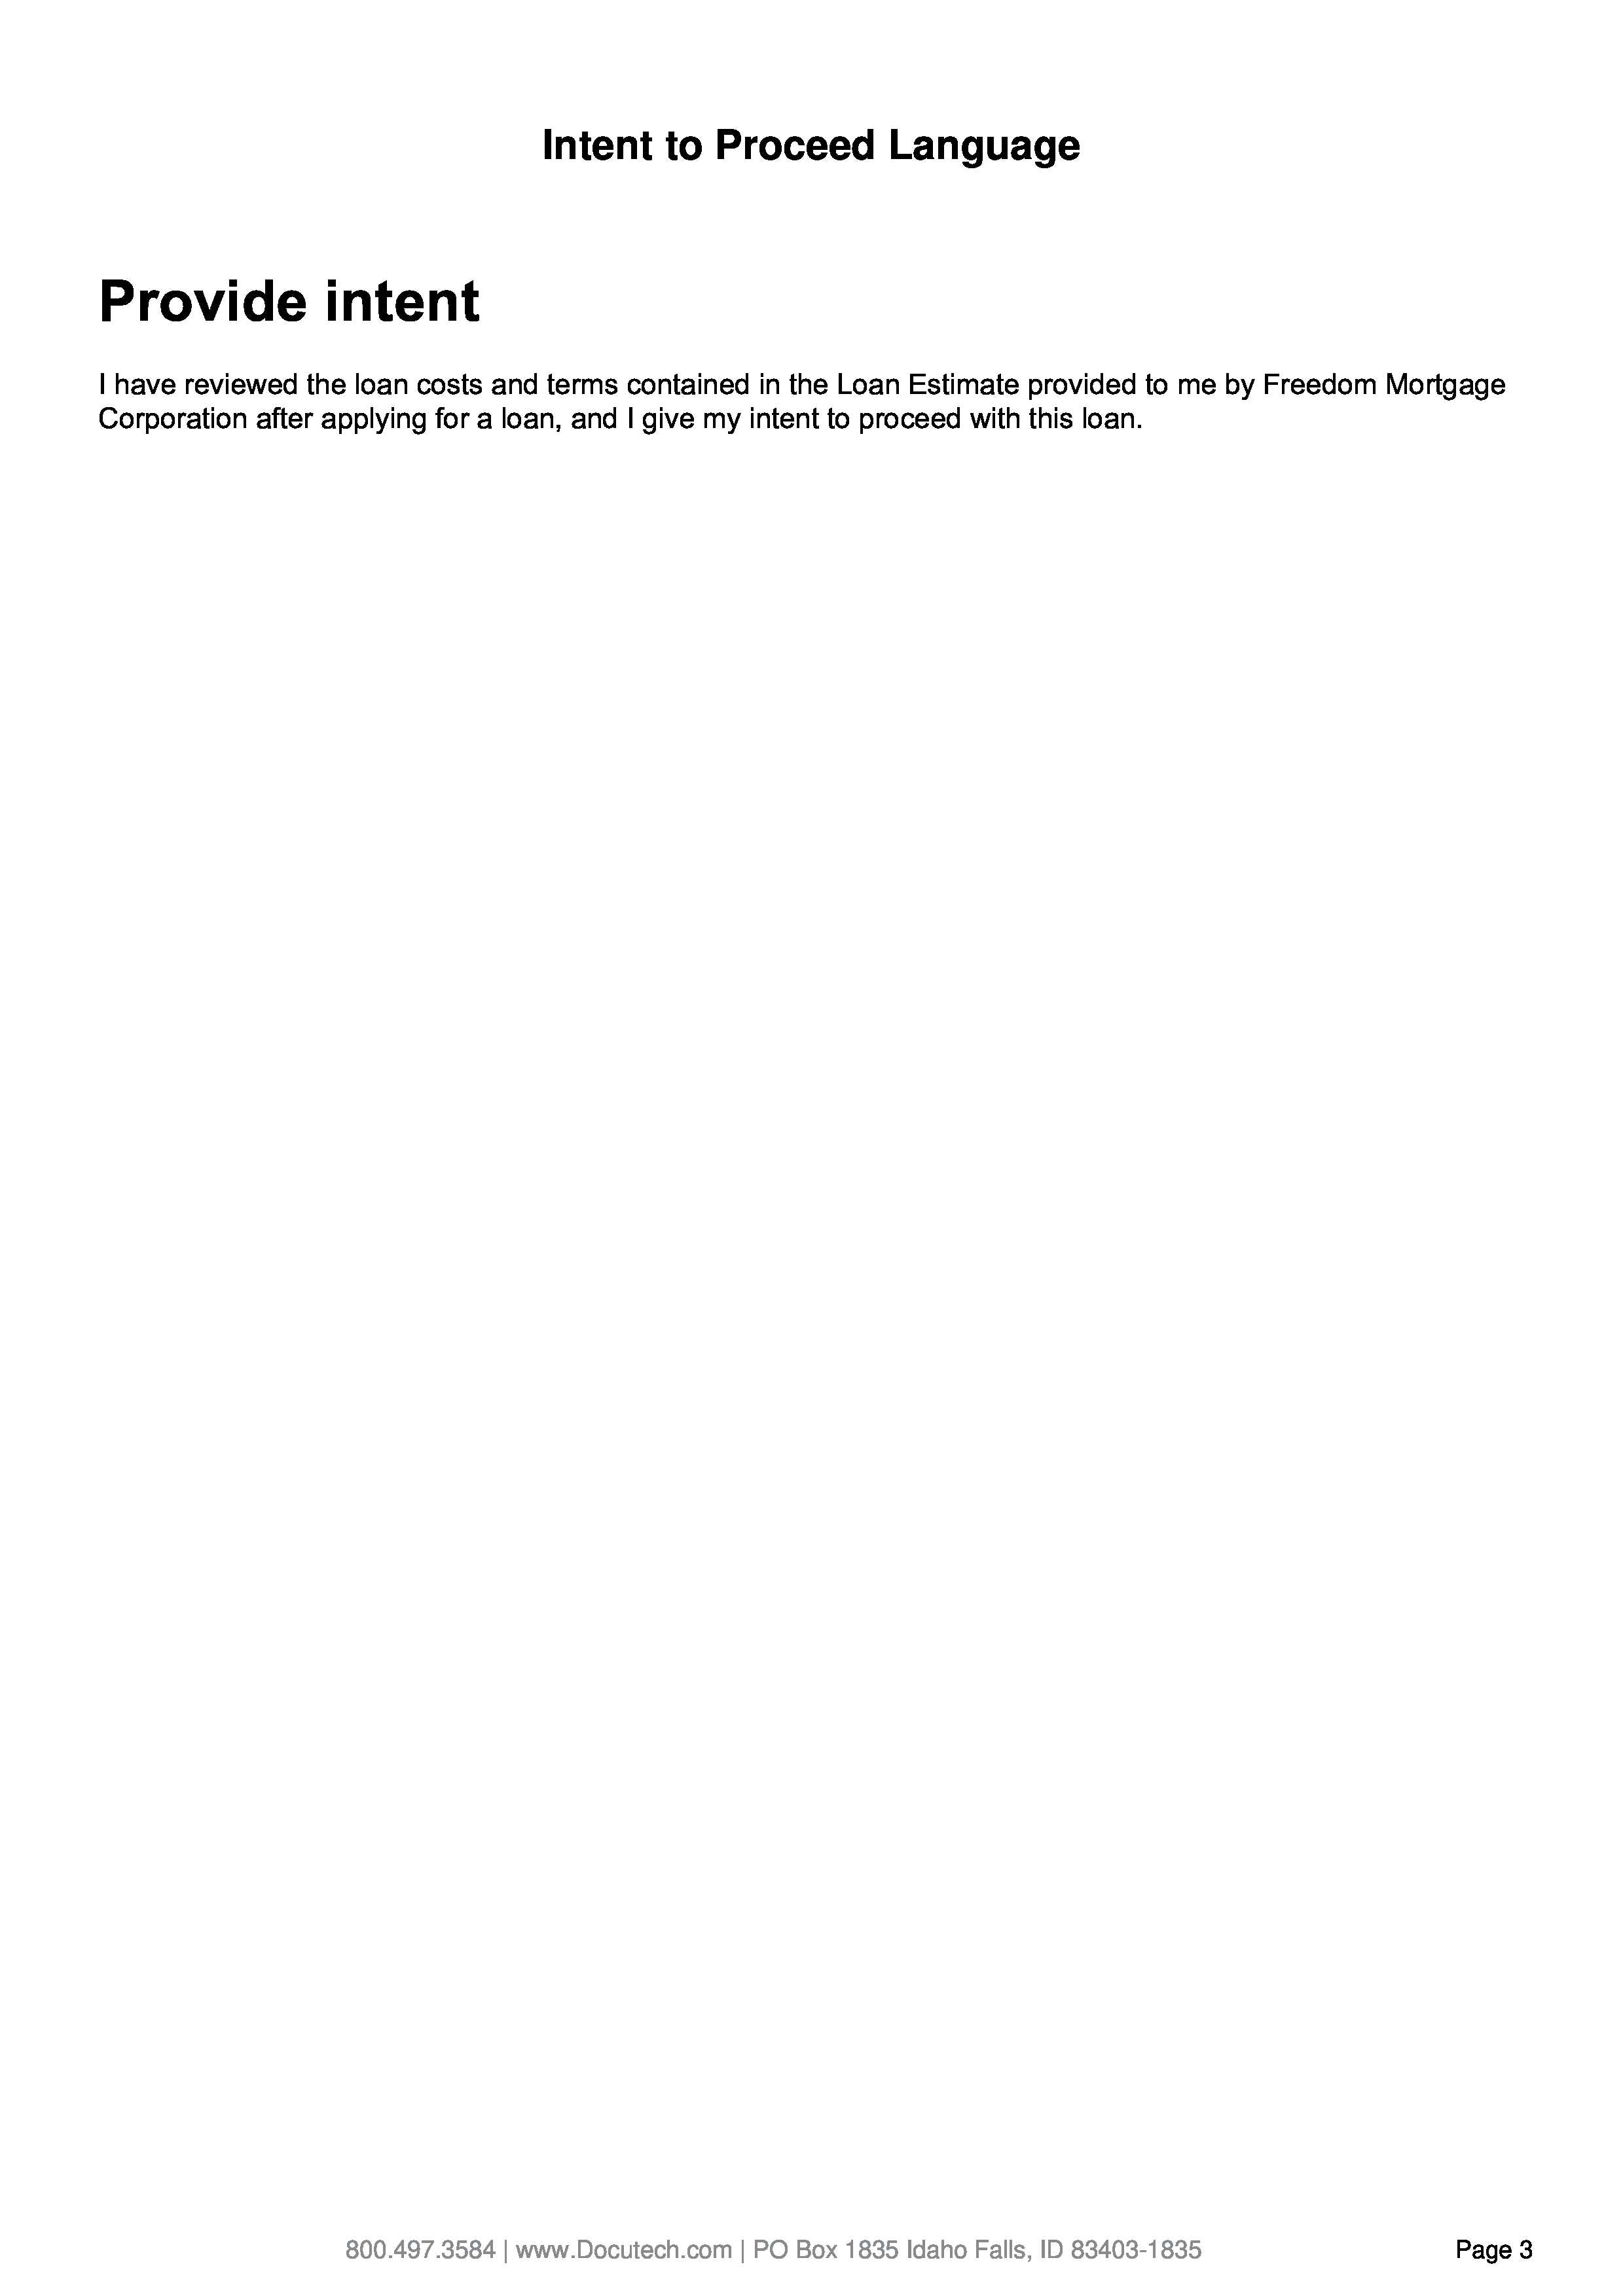 Intent to Proceed Language
Provide intent
I have reviewed the loan costs and terms contained in the Loan Estimate provided to me by Freedom Mortgage
Corporation after applying for a loan, and I give my intent to proceed with this loan.
800.497.3584 | www.Docutech.com | PO Box 1835 Idaho Falls, ID 83403-1835 Page 3